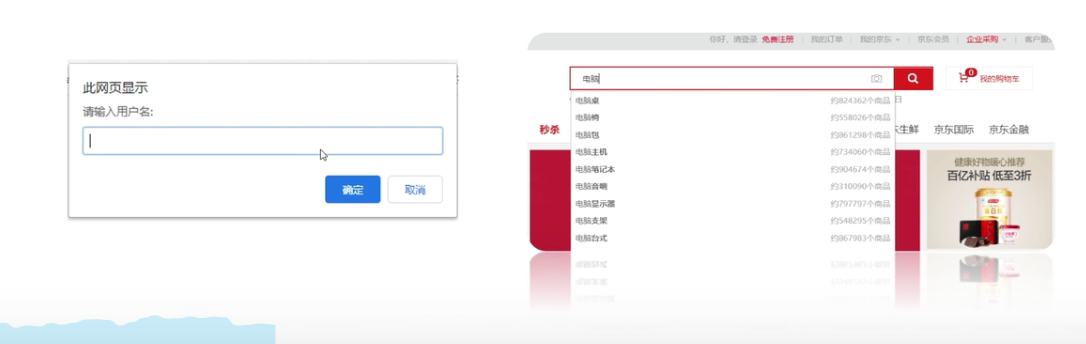 此网页显示
请输入用户名:
确定 取消
你好，请登录 免费注册 我的订单 我的京东 京东会员 企业采购
电脑
0 我的购物车
日
电脑桌 约824362个商品
电脑椅 约558026个商品
电脑包 约861298个商品
电脑主机 约734060个商品
电脑笔记本 约904674个商品
电脑音响 约310090个商品
电脑显示器 约797797个商品
电脑支架 约548295个商品
电脑台式 约867983个商品
秒杀 生鲜 京东国际 京东金融
健康好物暖心推荐
百亿补贴 低至3折